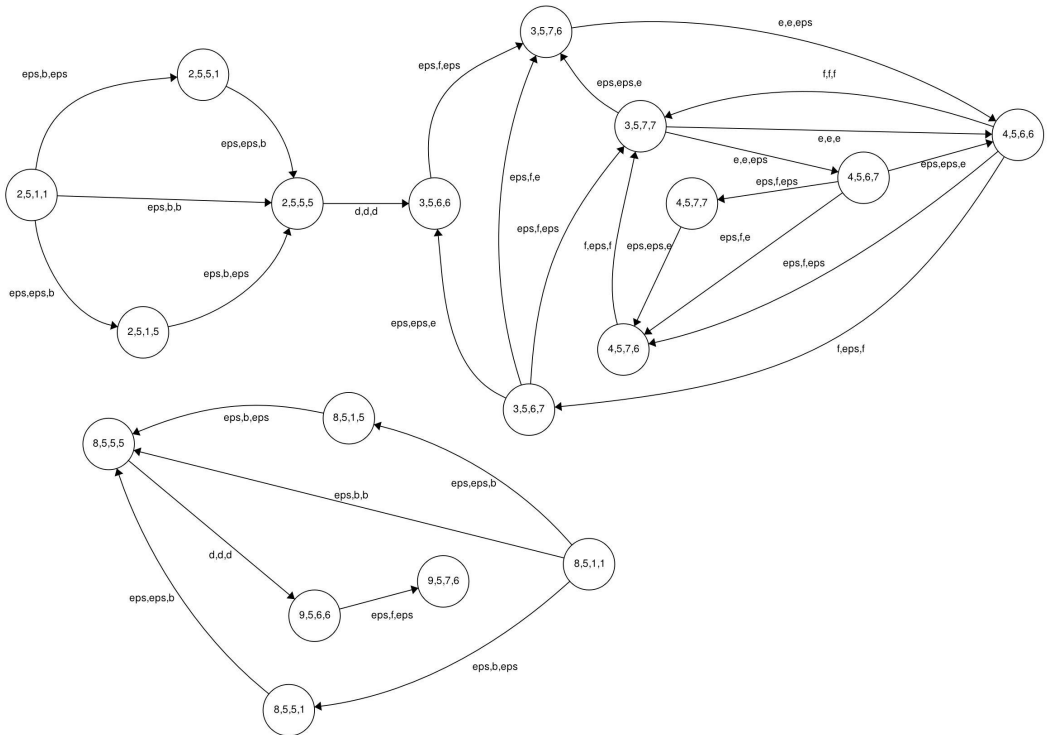 3,5,7,6
e,e,eps
2,5,5,1
eps,b,eps
eps,f,eps
eps,eps,e
f,f,f
3,5,7,7
4,5,6,6
e,e,e
eps,eps,b
e,e,eps
eps,eps,e
4,5,6,7
eps,f,e
eps,f,eps
2,5,1,1
eps,b,b
2,5,5,5
d,d,d
3,5,6,6
4,5,7,7
eps,f,eps
f,eps,f
eps,eps,e
eps,f,e
eps,f,eps
eps,b,eps
eps,eps,b
2,5,1,5
eps,eps,e
4,5,7,6
f,eps,f
3,5,6,7
8,5,1,5
eps,b,eps
8,5,5,5
eps,eps,b
eps,b,b
d,d,d
8,5,1,1
9,5,7,6
eps,eps,b
9,5,6,6
eps,f,eps
eps,b,eps
8,5,5,1